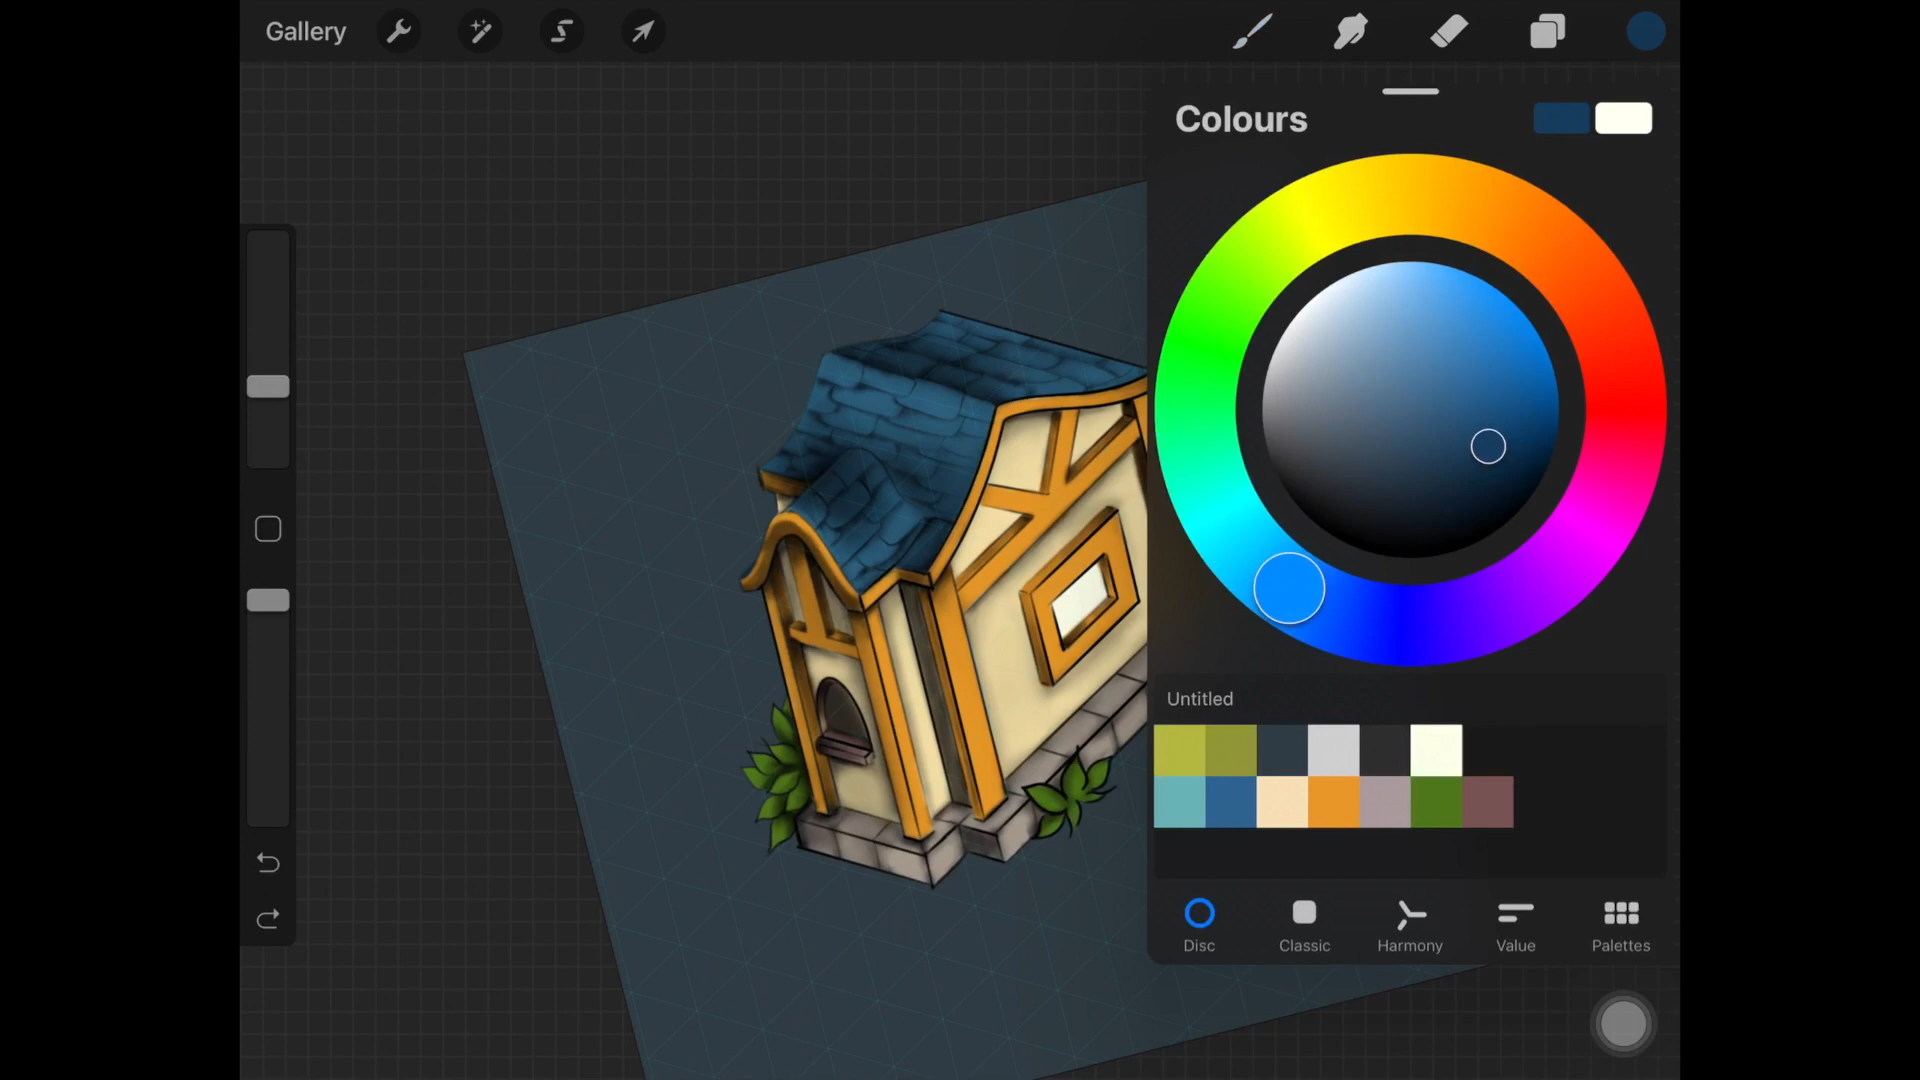 Gallery
Colours
Untitled
Disc
Classic
Harmony
Value
Palettes